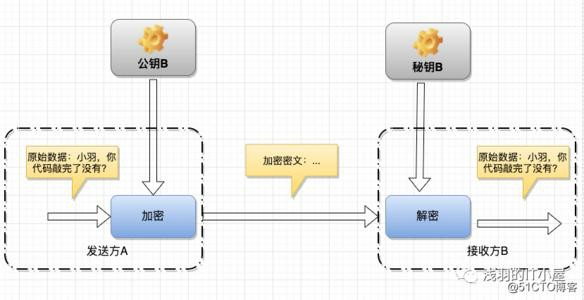 公钥B
秘钥B
原始数据：小羽，你
代码敲完了没有？
加密密文：...
原始数据：小羽，你
代码敲完了没有？
加密
解密
发送方A
接收方B
浅羽的IT小屋
@51CTO博客